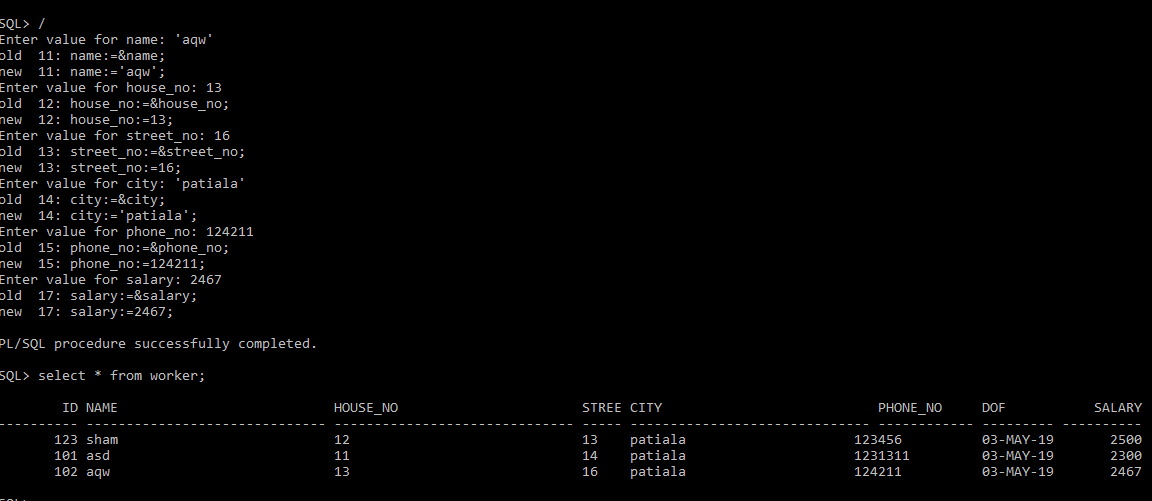 SQL> /
Enter value for name: 'aqw'
old  11: name:=&name;
new  11: name:='aqw';
Enter value for house_no: 13
old  12: house_no:=&house_no;
new  12: house_no:=13;
Enter value for street_no: 16
old  13: street_no:=&street_no;
new  13: street_no:=16;
Enter value for city: 'patiala'
old  14: city:=&city;
new  14: city:='patiala';
Enter value for phone_no: 124211
old  15: phone_no:=&phone_no;
new  15: phone_no:=124211;
Enter value for salary: 2467
old  17: salary:=&salary;
new  17: salary:=2467;
PL/SQL procedure successfully completed.
SQL> select * from worker;
ID NAME HOUSE_NO STREE CITY PHONE_NO DOF SALARY
---------- ------------------------------ ------------------------------ ----- ------------------------------ ------------ --------- ----------
123 sham 12 13 patiala 123456 03-MAY-19 2500
101 asd 11 14 patiala 1231311 03-MAY-19 2300
102 aqw 13 16 patiala 124211 03-MAY-19 2467